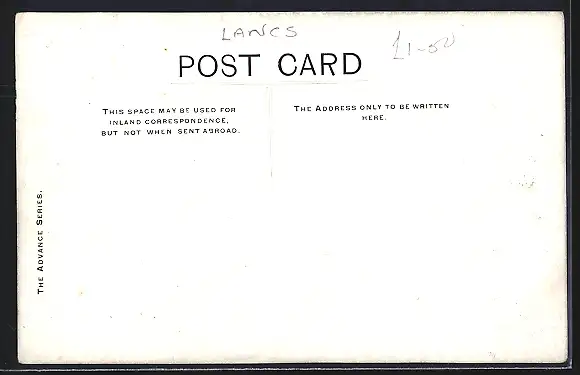 LANCS
£1-50
POST CARD
THIS SPACE MAY BE USED FOR
INLAND CORRESPONDENCE,
BUT NOT WHEN SENT ABROAD.
THE ADDRESS ONLY TO BE WRITTEN
HERE.
THE ADVANCE SERIES.